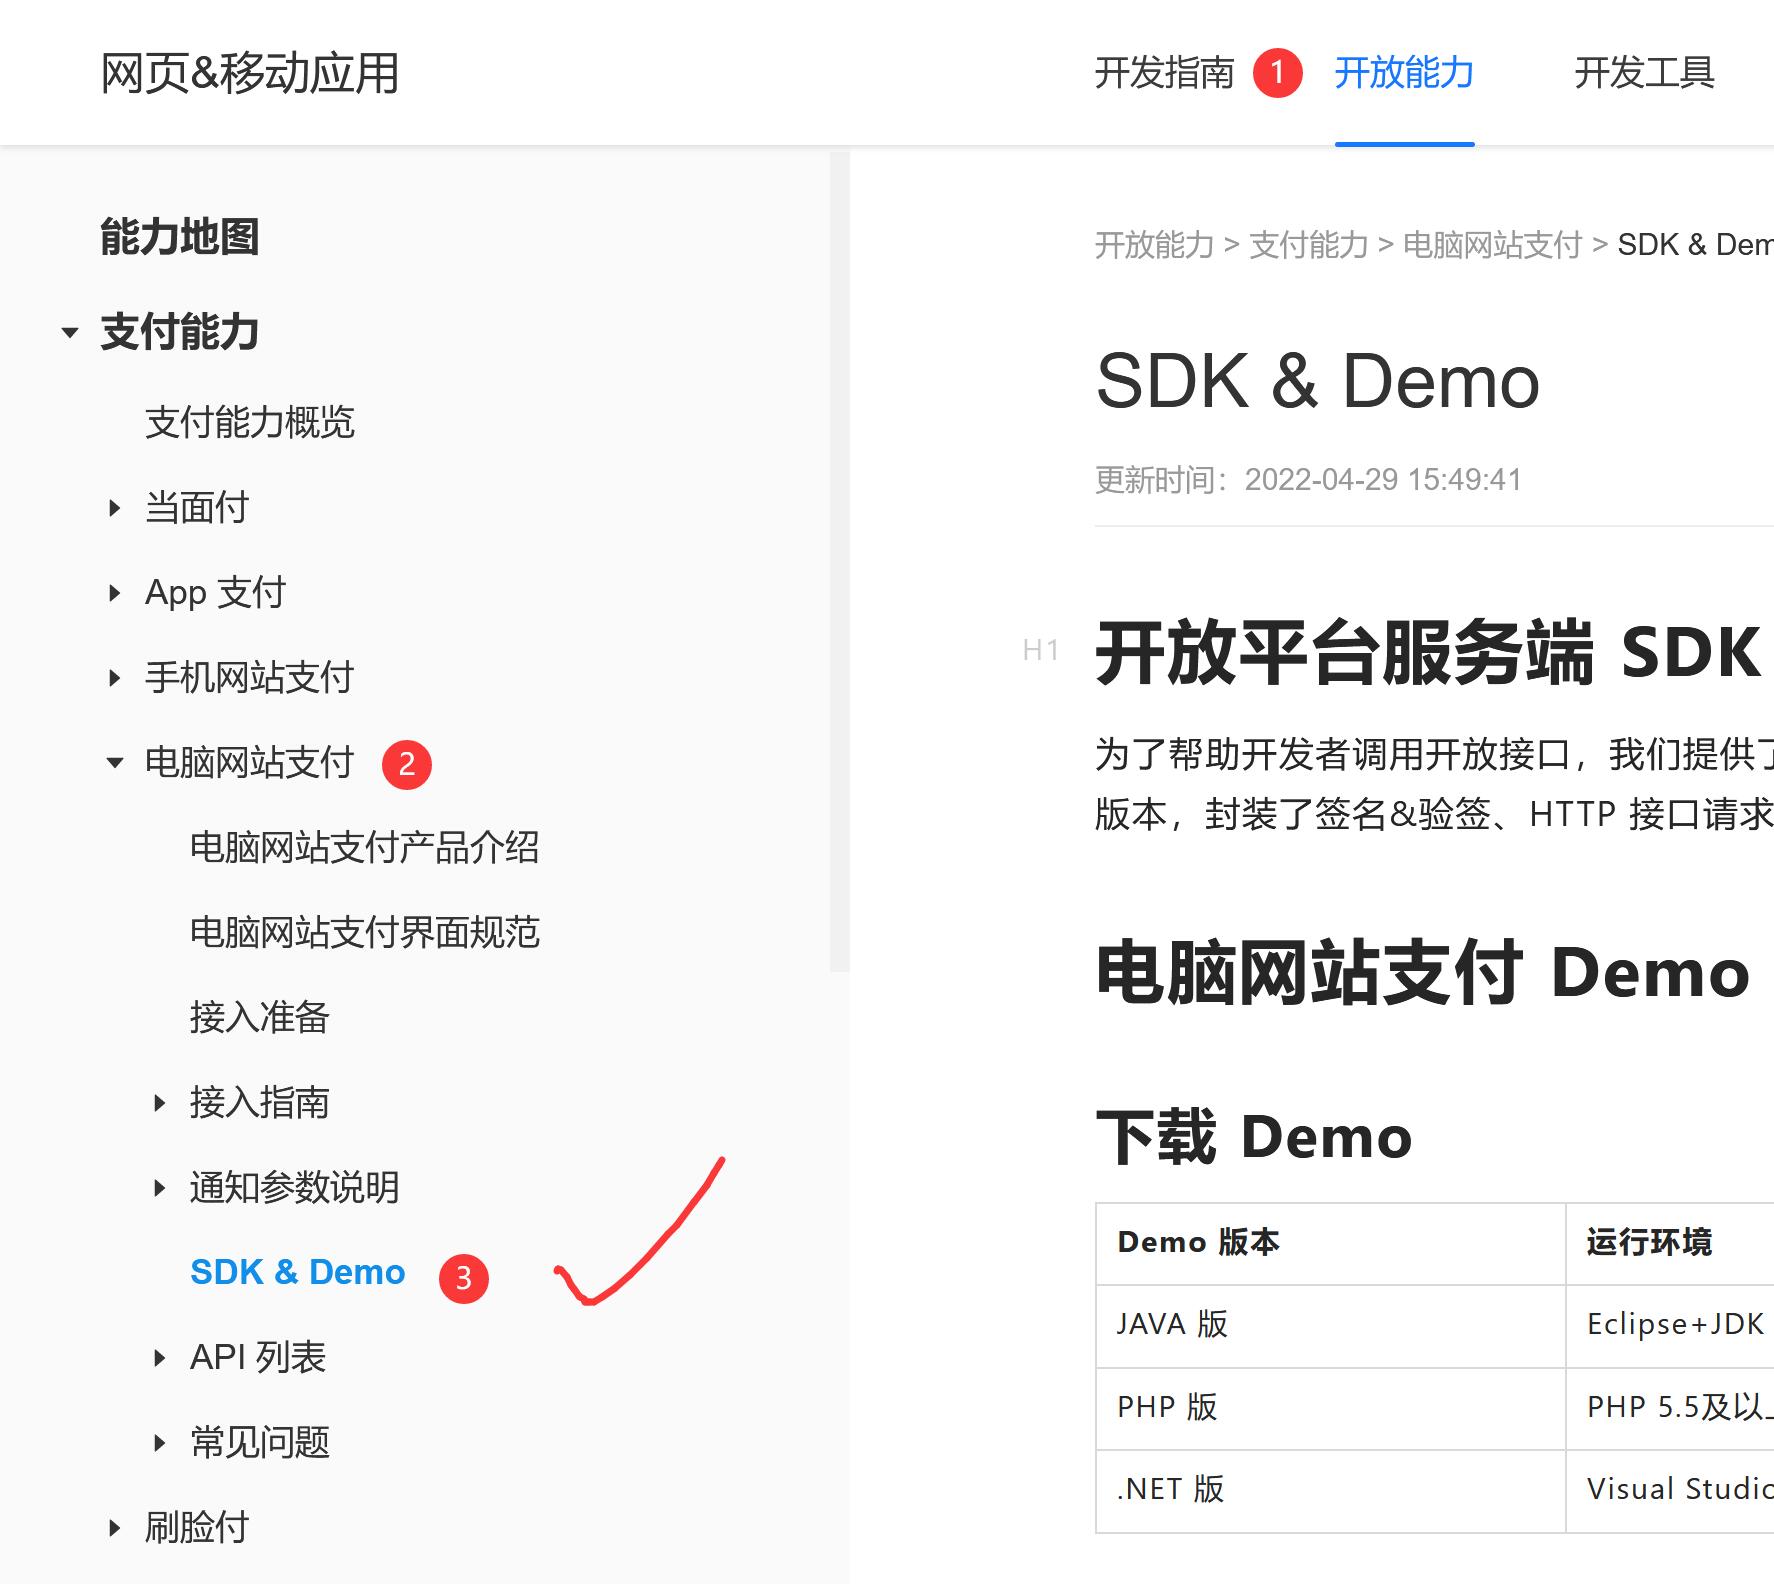 网页&移动应用
开发指南 1 开放能力 开发工具
能力地图
支付能力
支付能力概览
当面付
App 支付
手机网站支付
电脑网站支付 2
电脑网站支付产品介绍
电脑网站支付界面规范
接入准备
接入指南
通知参数说明
SDK & Demo 3
API 列表
常见问题
刷脸付
开放能力 > 支付能力 > 电脑网站支付 > SDK & Dem
SDK & Demo
更新时间：2022-04-29 15:49:41
H1 开放平台服务端 SDK
为了帮助开发者调用开放接口，我们提供了
版本，封装了签名&验签、HTTP 接口请求
电脑网站支付 Demo
下载 Demo
Demo 版本 运行环境
JAVA 版 Eclipse+JDK
PHP 版 PHP 5.5及以上
.NET 版 Visual Studio